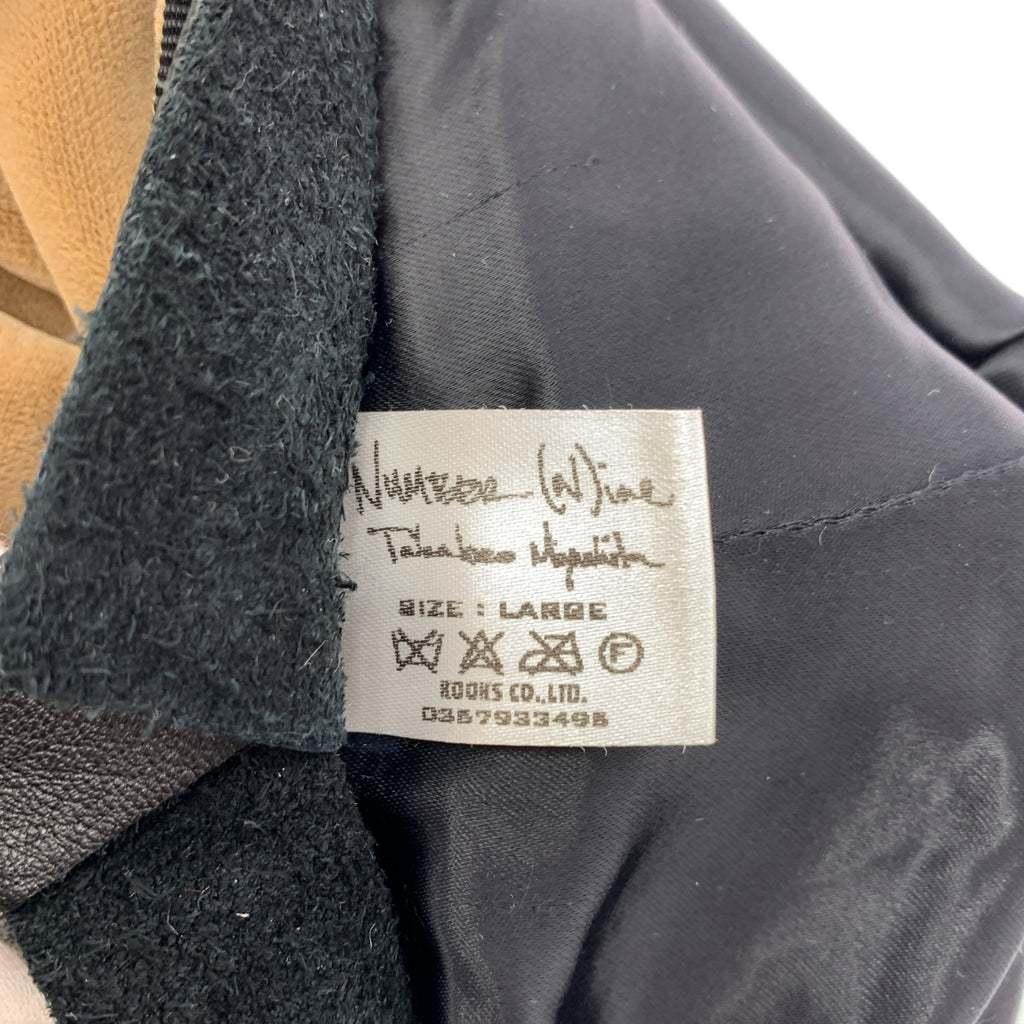 NUMBER (N)ine
Takahiro Miyashita
SIZE : LARGE
F
KOOKS CO.,LTD.
0357933495